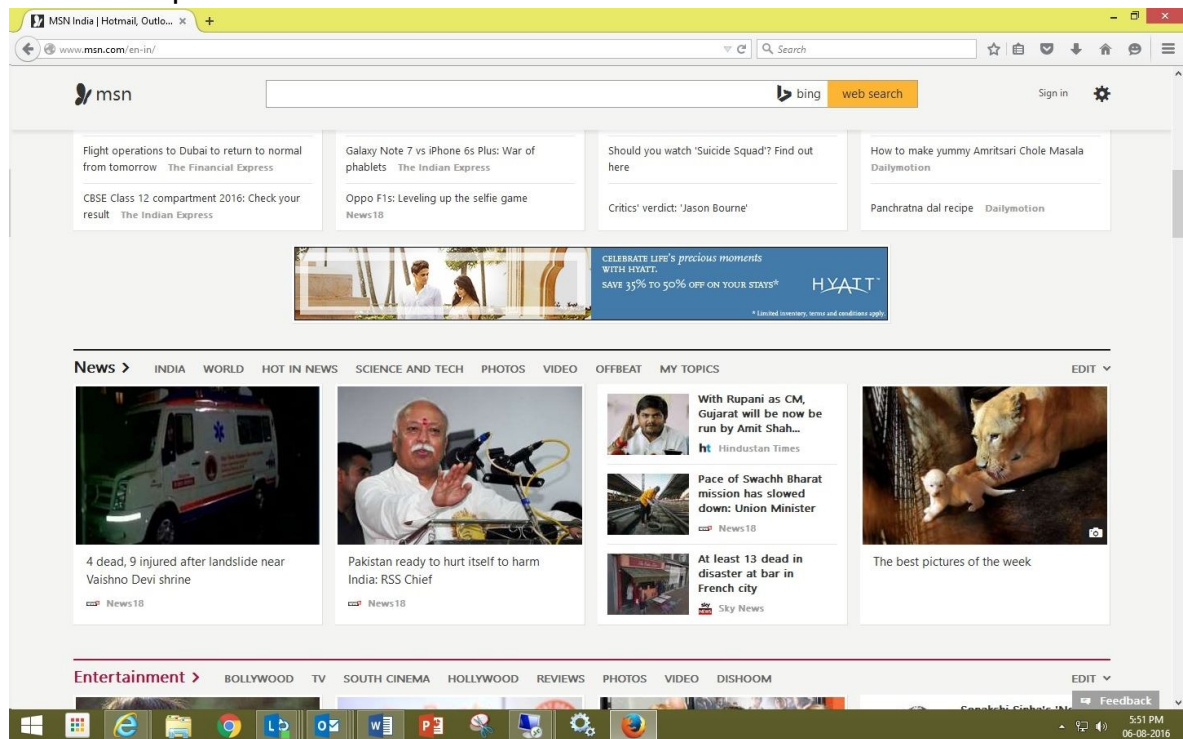 MSN India | Hotmail, Outlo... × +
www.msn.com/en-in/
Search
msn
bing
web search
Sign in
Flight operations to Dubai to return to normal
from tomorrow The Financial Express
CBSE Class 12 compartment 2016: Check your
result The Indian Express
Galaxy Note 7 vs iPhone 6s Plus: War of
phablets The Indian Express
Oppo F1s: Leveling up the selfie game
News18
Should you watch 'Suicide Squad'? Find out
here
Critics' verdict: 'Jason Bourne'
How to make yummy Amritsari Chole Masala
Dailymotion
Panchratna dal recipe Dailymotion
CELEBRATE LIFE'S precious moments
WITH HYATT.
SAVE 35% TO 50% OFF ON YOUR STAYS*
HYATT
* Limited inventory, terms and conditions apply.
News > INDIA WORLD HOT IN NEWS SCIENCE AND TECH PHOTOS VIDEO OFFBEAT MY TOPICS EDIT
4 dead, 9 injured after landslide near
Vaishno Devi shrine
News18
Pakistan ready to hurt itself to harm
India: RSS Chief
News18
With Rupani as CM,
Gujarat will be now be
run by Amit Shah...
ht Hindustan Times
Pace of Swachh Bharat
mission has slowed
down: Union Minister
News18
At least 13 dead in
disaster at bar in
French city
sky news Sky News
The best pictures of the week
Entertainment > BOLLYWOOD TV SOUTH CINEMA HOLLYWOOD REVIEWS PHOTOS VIDEO DISHOOM EDIT
Feedback
5:51 PM
06-08-2016